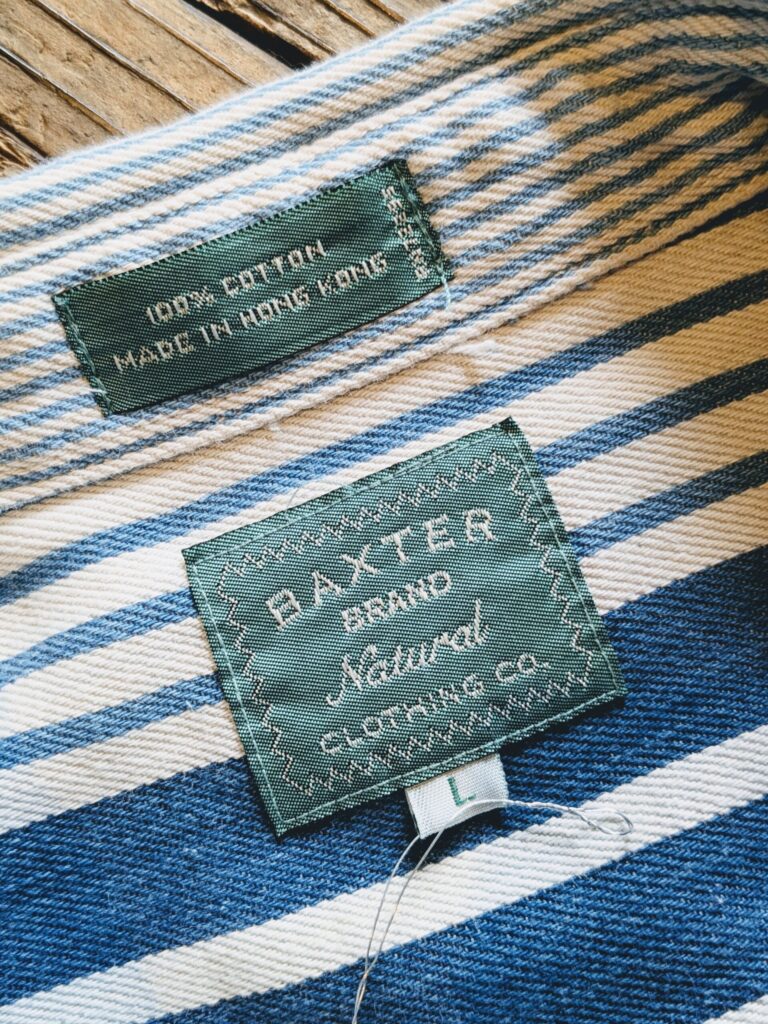 100% COTTON
MADE IN HONG KONG
BAXTER
BRAND
Natural
CLOTHING CO.
L